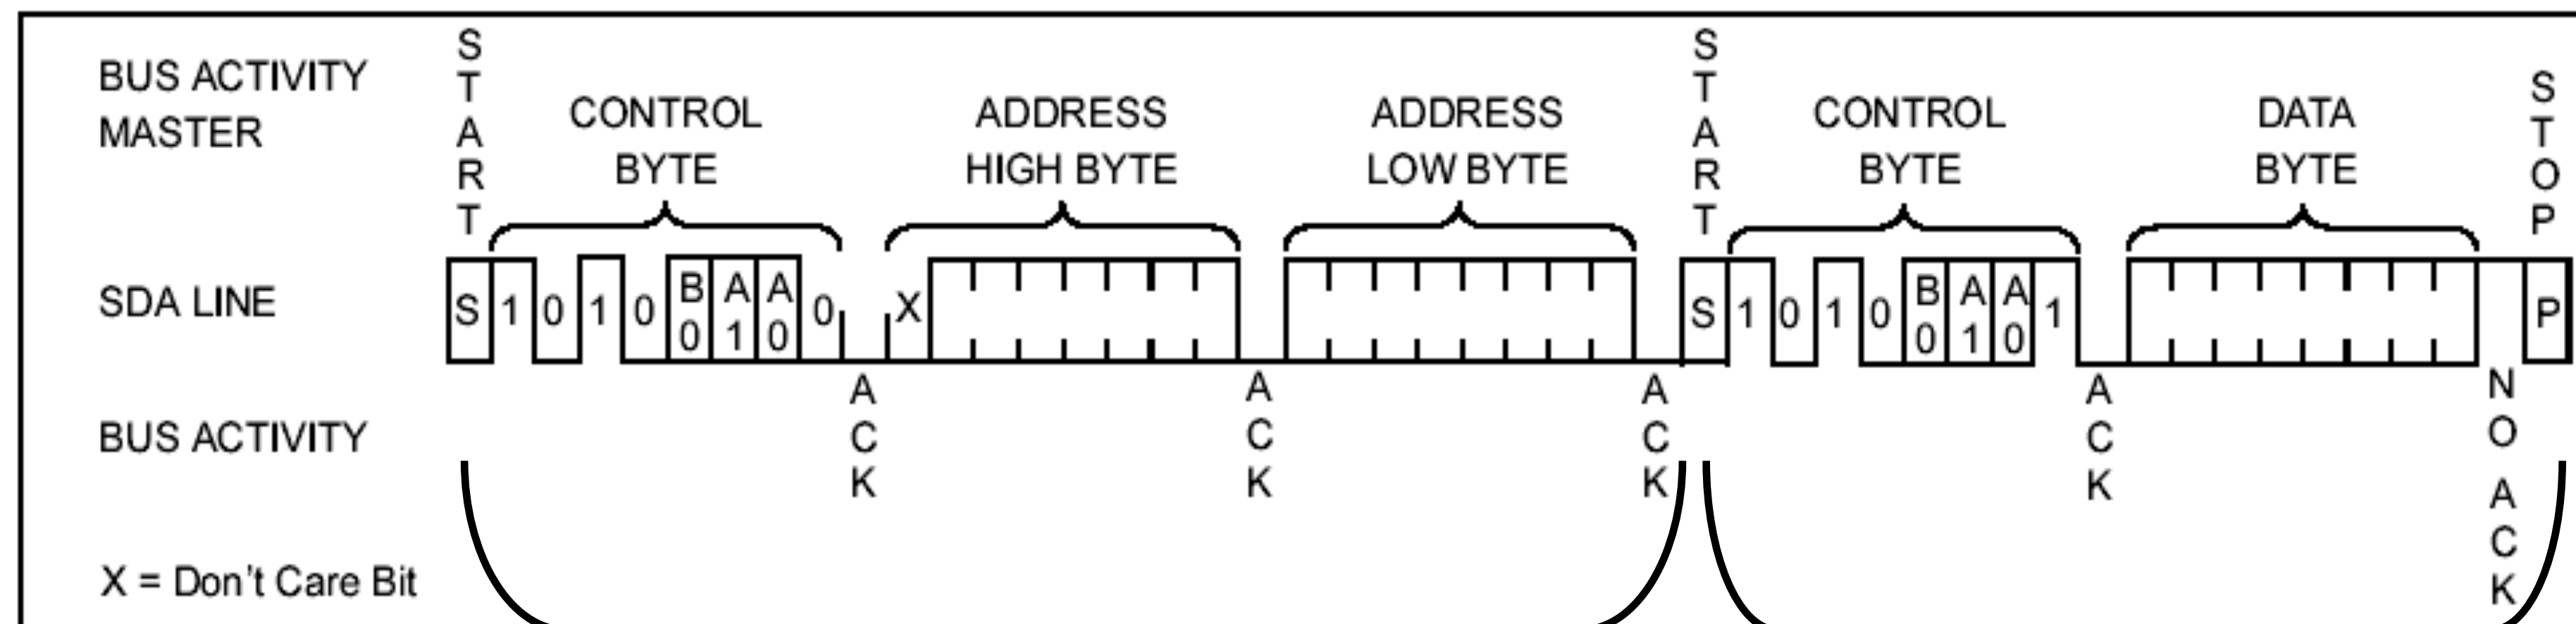 BUS ACTIVITY
MASTER
START
CONTROL
BYTE
ADDRESS
HIGH BYTE
ADDRESS
LOW BYTE
START
CONTROL
BYTE
DATA
BYTE
STOP
SDA LINE
S 1 0 1 0 B0 A1 A0 0 X S 1 0 1 0 B0 A1 A0 1 P
BUS ACTIVITY
ACK
ACK
ACK
ACK
NO ACK
X = Don't Care Bit